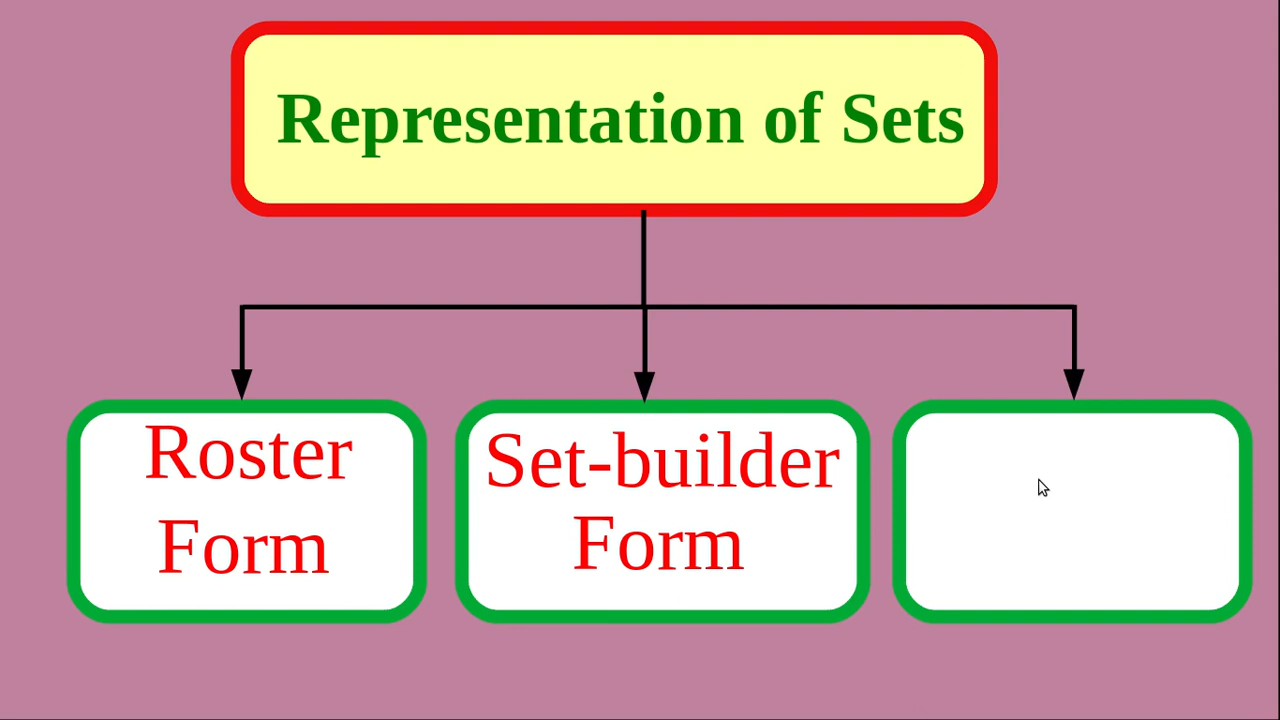 Representation of Sets
Roster
Form
Set-builder
Form